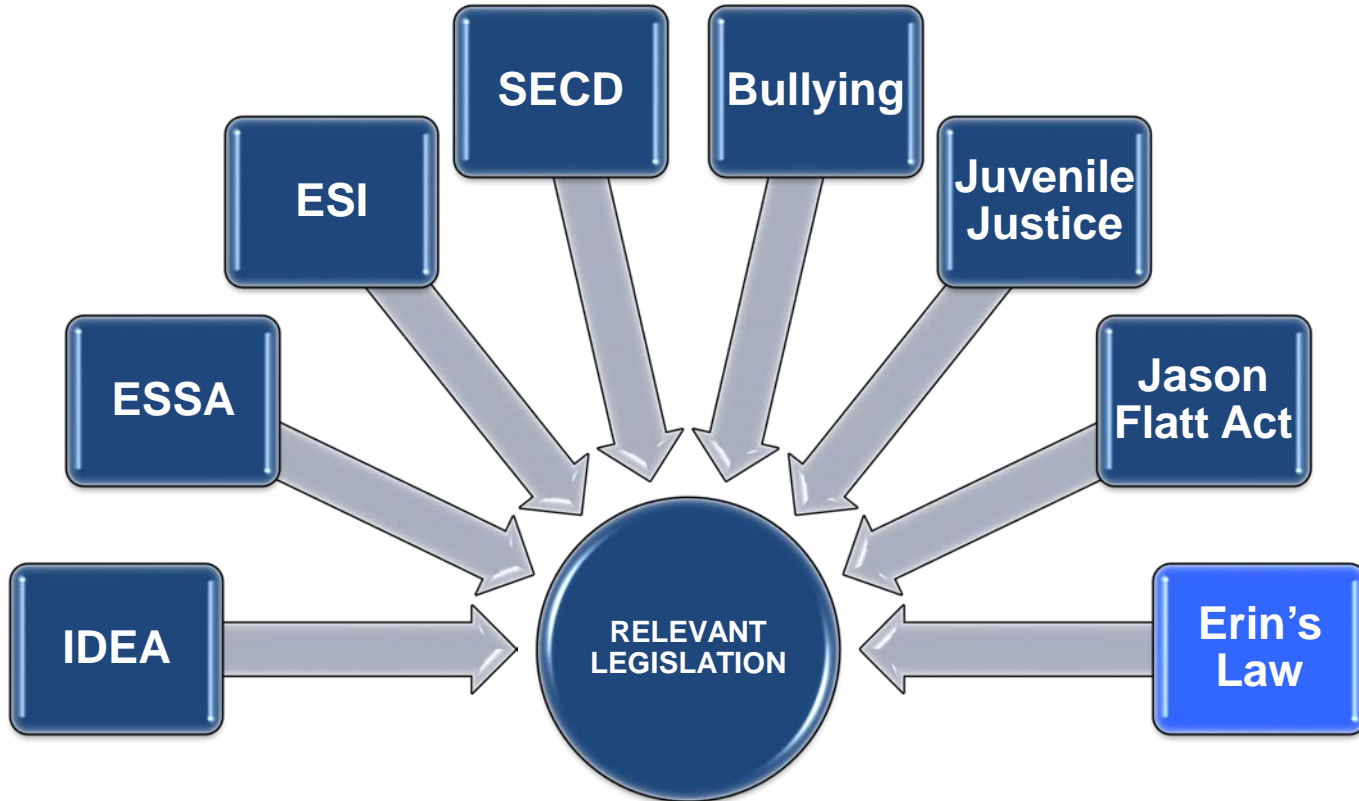 SECD
Bullying
ESI
Juvenile
Justice
ESSA
Jason
Flatt Act
IDEA
RELEVANT
LEGISLATION
Erin’s
Law